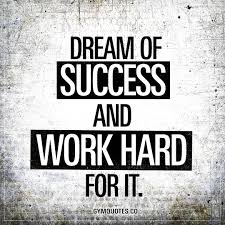 DREAM OF
SUCCESS
AND
WORK HARD
FOR IT.
GYMQUOTES.CO